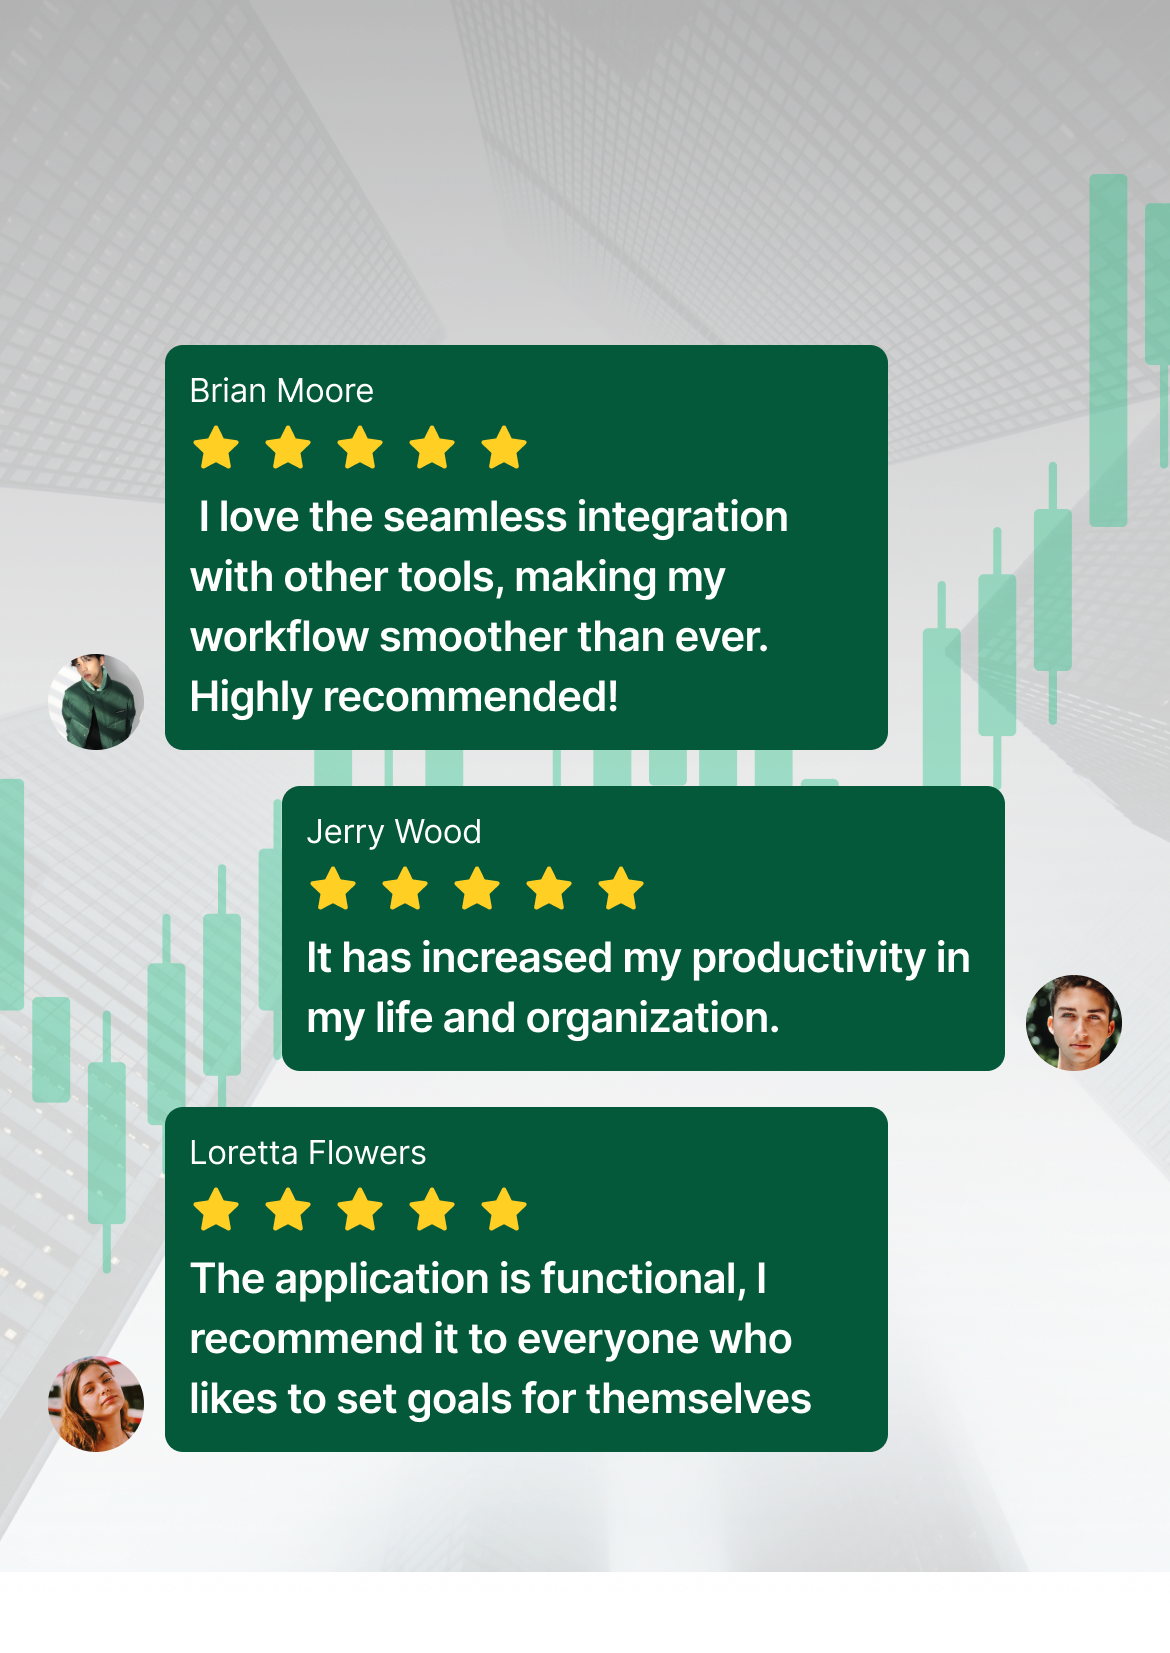 Brian Moore
I love the seamless integration
with other tools, making my
workflow smoother than ever.
Highly recommended!
Jerry Wood
It has increased my productivity in
my life and organization.
Loretta Flowers
The application is functional, I
recommend it to everyone who
likes to set goals for themselves